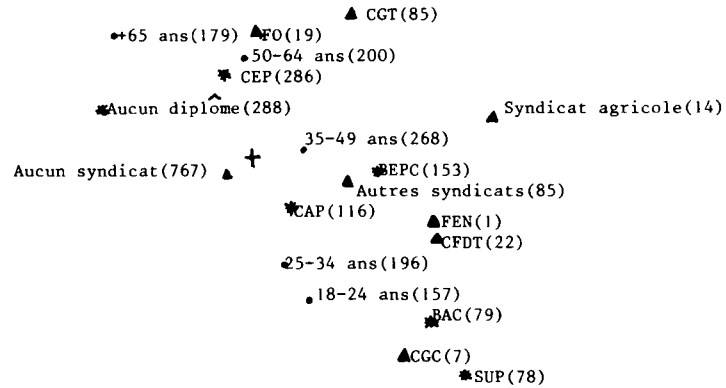 CGT(85)
+65 ans(179)
FO(19)
50-64 ans(200)
CEP(286)
Aucun diplôme(288)
Syndicat agricole(14)
35-49 ans(268)
Aucun syndicat(767)
BEPC(153)
Autres syndicats(85)
CAP(116)
FEN(1)
CFDT(22)
25-34 ans(196)
18-24 ans(157)
BAC(79)
CGC(7)
SUP(78)